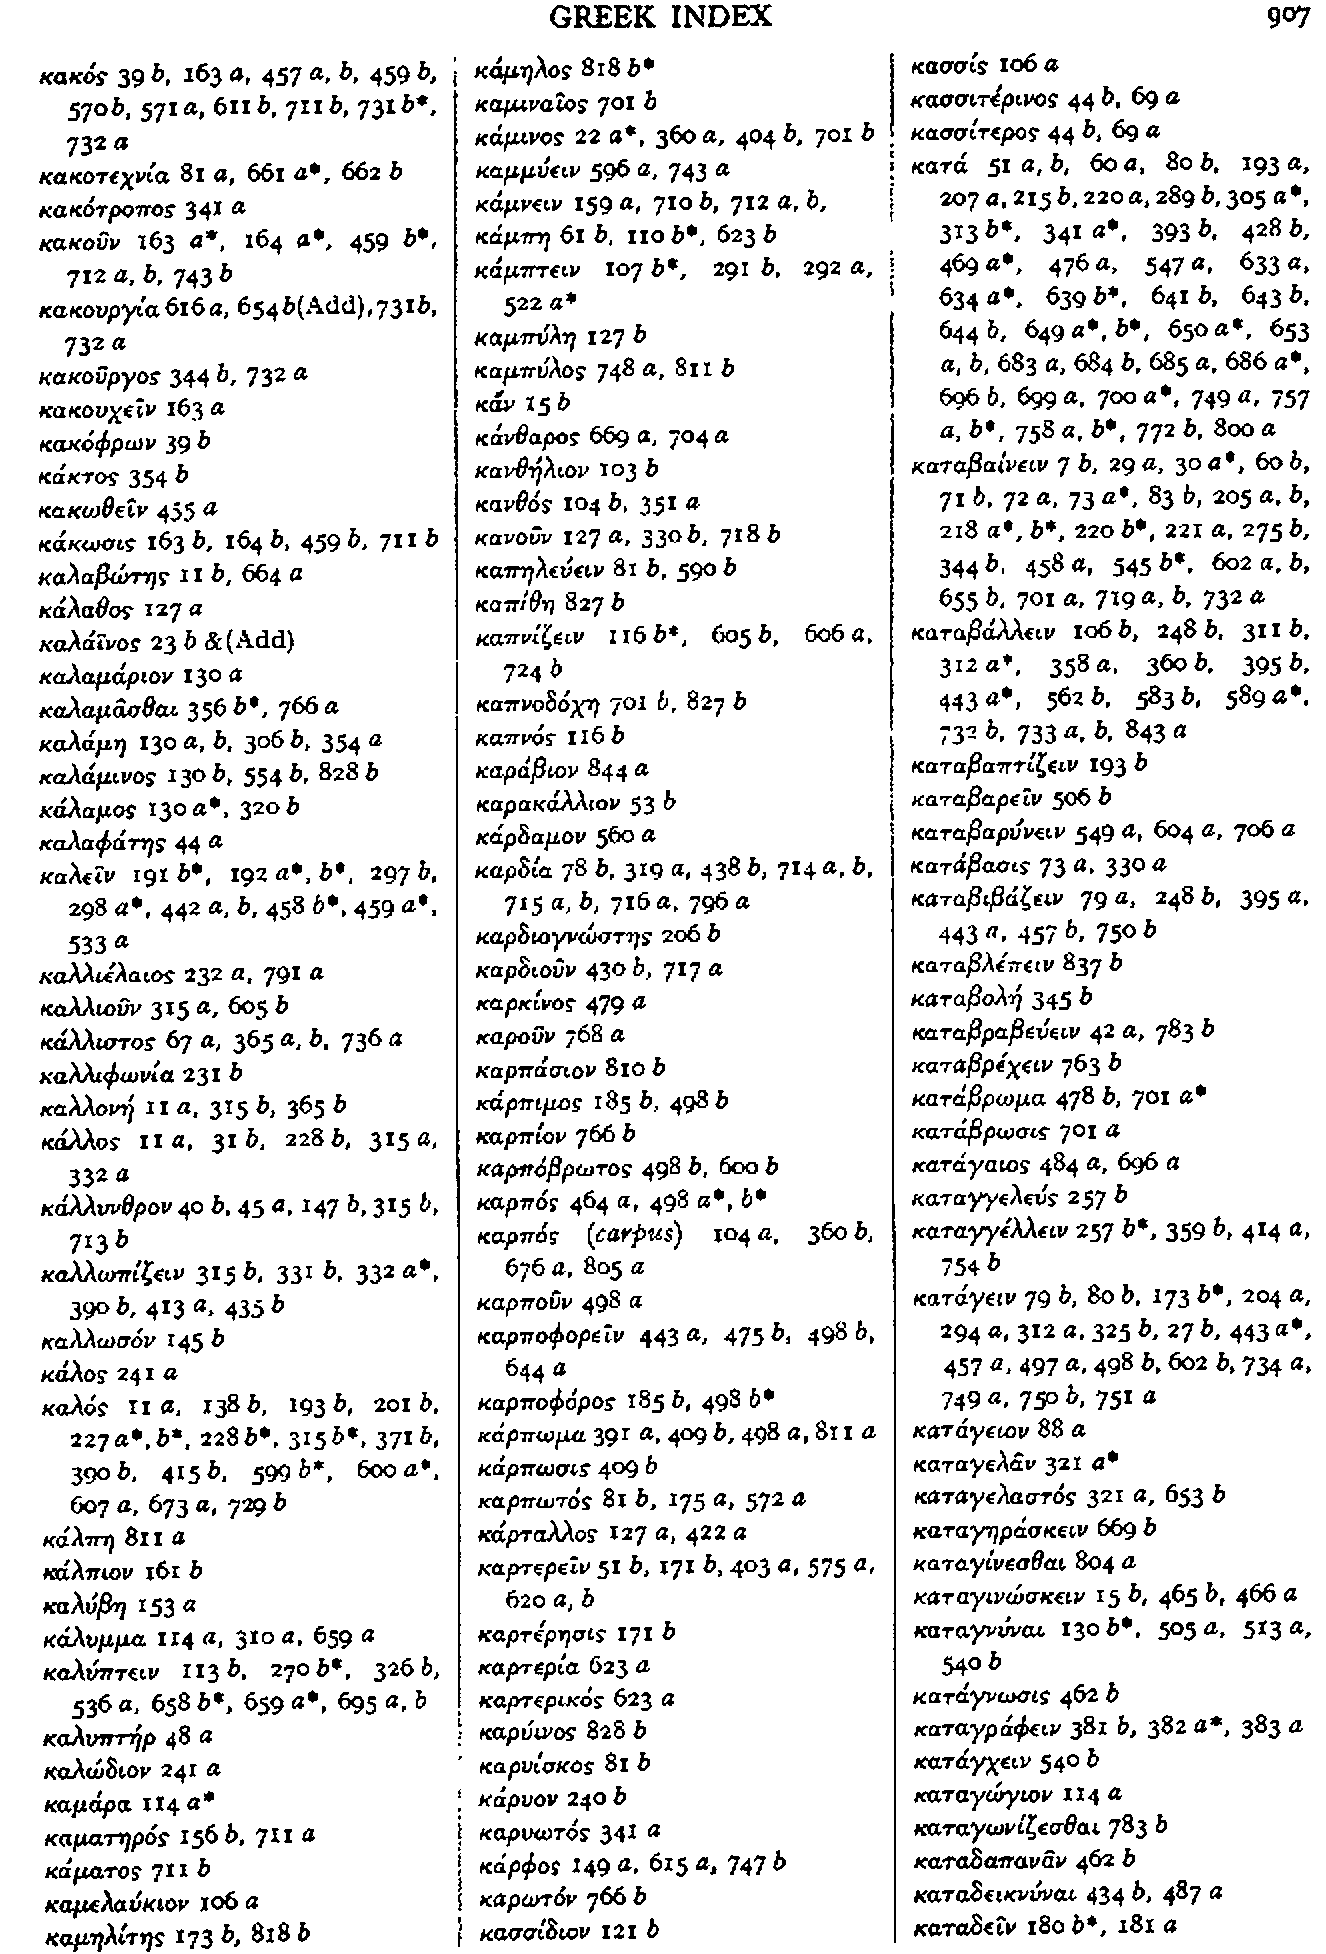 GREEK INDEX 907
κακός 39 b, 163 a, 457 a, b, 459 b,
570 b, 571 a, 611 b, 711 b, 731 b*,
732 a
κακοτεχνία 81 a, 661 a*, 662 b
κακότροπος 341 a
κακοῦν 163 a*, 164 a*, 459 b*,
712 a, b, 743 b
κακουργία 616 a, 654 b (Add), 731 b,
732 a
κακοῦργος 344 b, 732 a
κακουχεῖν 163 a
κακόφρων 39 b
κάκτος 354 b
κακωθεῖν 455 a
κάκωσις 163 b, 164 b, 459 b, 711 b
καλαβώτης 11 b, 664 a
κάλαθος 127 a
καλάϊνος 23 b & (Add)
καλαμάριον 130 a
καλαμᾶσθαι 356 b*, 766 a
καλάμη 130 a, b, 306 b, 354 a
καλάμινος 130 b, 554 b, 828 b
κάλαμος 130 a*, 320 b
καλαφάτης 44 a
καλεῖν 191 b*, 192 a*, b*, 297 b,
298 a*, 442 a, b, 458 b*, 459 a*,
533 a
καλλιέλαιος 232 a, 791 a
καλλιοῦν 315 a, 605 b
κάλλιστος 67 a, 365 a, b, 736 a
καλλιφωνία 231 b
καλλονή 11 a, 315 b, 365 b
κάλλος 11 a, 31 b, 228 b, 315 a,
332 a
κάλλυνθρον 40 b, 45 a, 147 b, 315 b,
713 b
καλλωπίζειν 315 b, 331 b, 332 a*,
390 b, 413 a, 435 b
καλλωσόν 145 b
κάλος 241 a
καλός 11 a, 138 b, 193 b, 201 b,
227 a*, b*, 228 b*, 315 b*, 371 b,
390 b, 415 b, 599 b*, 600 a*,
607 a, 673 a, 729 b
κάλπη 811 a
κάλπιον 161 b
καλύβη 153 a
κάλυμμα 114 a, 310 a, 659 a
καλύπτειν 113 b, 270 b*, 326 b,
536 a, 658 b*, 659 a*, 695 a, b
καλυπτήρ 48 a
καλώδιον 241 a
καμάρα 114 a*
καματηρός 156 b, 711 a
κάματος 711 b
καμελαύκιον 106 a
καμηλίτης 173 b, 818 b
κάμηλος 818 b*
καμιναῖος 701 b
κάμινος 22 a*, 360 a, 404 b, 701 b
καμμύειν 596 a, 743 a
κάμνειν 159 a, 710 b, 712 a, b,
κάμπη 61 b, 110 b*, 623 b
κάμπτειν 107 b*, 291 b, 292 a,
522 a*
καμπύλη 127 b
καμπύλος 748 a, 811 b
κἄν 15 b
κάνθαρος 669 a, 704 a
κανθήλιον 103 b
κανθός 104 b, 351 a
κανοῦν 127 a, 330 b, 718 b
καπηλεύειν 81 b, 590 b
καπίθη 827 b
καπνίζειν 116 b*, 605 b, 606 a,
724 b
καπνοδόχη 701 b, 827 b
καπνός 116 b
καράβιον 844 a
καρακάλλιον 53 b
κάρδαμον 560 a
καρδία 78 b, 319 a, 438 b, 714 a, b,
715 a, b, 716 a, 796 a
καρδιογνώστης 206 b
καρδιοῦν 430 b, 717 a
καρκίνος 479 a
καροῦν 768 a
καρπάσιον 810 b
κάρπιμος 185 b, 498 b
καρπίον 766 b
καρπόβρωτος 498 b, 600 b
καρπός 464 a, 498 a*, b*
καρπός (carpus) 104 a, 360 b,
676 a, 805 a
καρποῦν 498 a
καρποφορεῖν 443 a, 475 b, 498 b,
644 a
καρποφόρος 185 b, 498 b*
κάρπωμα 391 a, 409 b, 498 a, 811 a
κάρπωσις 409 b
καρπωτός 81 b, 175 a, 572 a
κάρταλλος 127 a, 422 a
καρτερεῖν 51 b, 171 b, 403 a, 575 a,
620 a, b
καρτέρησις 171 b
καρτερία 623 a
καρτερικός 623 a
καρύινος 828 b
καρυίσκος 81 b
κάρυον 240 b
καρυωτός 341 a
κάρφος 149 a, 615 a, 747 b
καρωτόν 766 b
κασσίδιον 121 b
κασσίς 106 a
κασσιτέρινος 44 b, 69 a
κασσίτερος 44 b, 69 a
κατά 51 a, b, 60 a, 80 b, 193 a,
207 a, 215 b, 220 a, 289 b, 305 a*,
313 b*, 341 a*, 393 b, 428 b,
469 a*, 476 a, 547 a, 633 a,
634 a*, 639 b*, 641 b, 643 b,
644 b, 649 a*, b*, 650 a*, 653
a, b, 683 a, 684 b, 685 a, 686 a*,
696 b, 699 a, 700 a*, 749 a, 757
a, b*, 758 a, b*, 772 b, 800 a
καταβαίνειν 7 b, 29 a, 30 a*, 60 b,
71 b, 72 a, 73 a*, 83 b, 205 a, b,
218 a*, b*, 220 b*, 221 a, 275 b,
344 b, 458 a, 545 b*, 602 a, b,
655 b, 701 a, 719 a, b, 732 a
καταβάλλειν 106 b, 248 b, 311 b,
312 a*, 358 a, 360 b, 395 b,
443 a*, 562 b, 583 b, 589 a*,
732 b, 733 a, b, 843 a
καταβαπτίζειν 193 b
καταβαρεῖν 506 b
καταβαρύνειν 549 a, 604 a, 706 a
κατάβασις 73 a, 330 a
καταβιβάζειν 79 a, 248 b, 395 a,
443 a, 457 b, 750 b
καταβλέπειν 837 b
καταβολή 345 b
καταβραβεύειν 42 a, 783 b
καταβρέχειν 763 b
κατάβρωμα 478 b, 701 a*
κατάβρωσις 701 a
κατάγαιος 484 a, 696 a
καταγγελεύς 257 b
καταγγέλλειν 257 b*, 359 b, 414 a,
754 b
κατάγειν 79 b, 80 b, 173 b*, 204 a,
294 a, 312 a, 325 b, 27 b, 443 a*,
457 a, 497 a, 498 b, 602 b, 734 a,
749 a, 750 b, 751 a
κατάγειον 88 a
καταγελᾶν 321 a*
καταγελαστός 321 a, 653 b
καταγηράσκειν 669 b
καταγίνεσθαι 804 a
καταγινώσκειν 15 b, 465 b, 466 a
καταγνύναι 130 b*, 505 a, 513 a,
540 b
κατάγνωσις 462 b
καταγράφειν 381 b, 382 a*, 383 a
κατάγχειν 540 b
καταγώγιον 114 a
καταγωνίζεσθαι 783 b
καταδαπανᾶν 462 b
καταδεικνύναι 434 b, 487 a
καταδεῖν 180 b*, 181 a